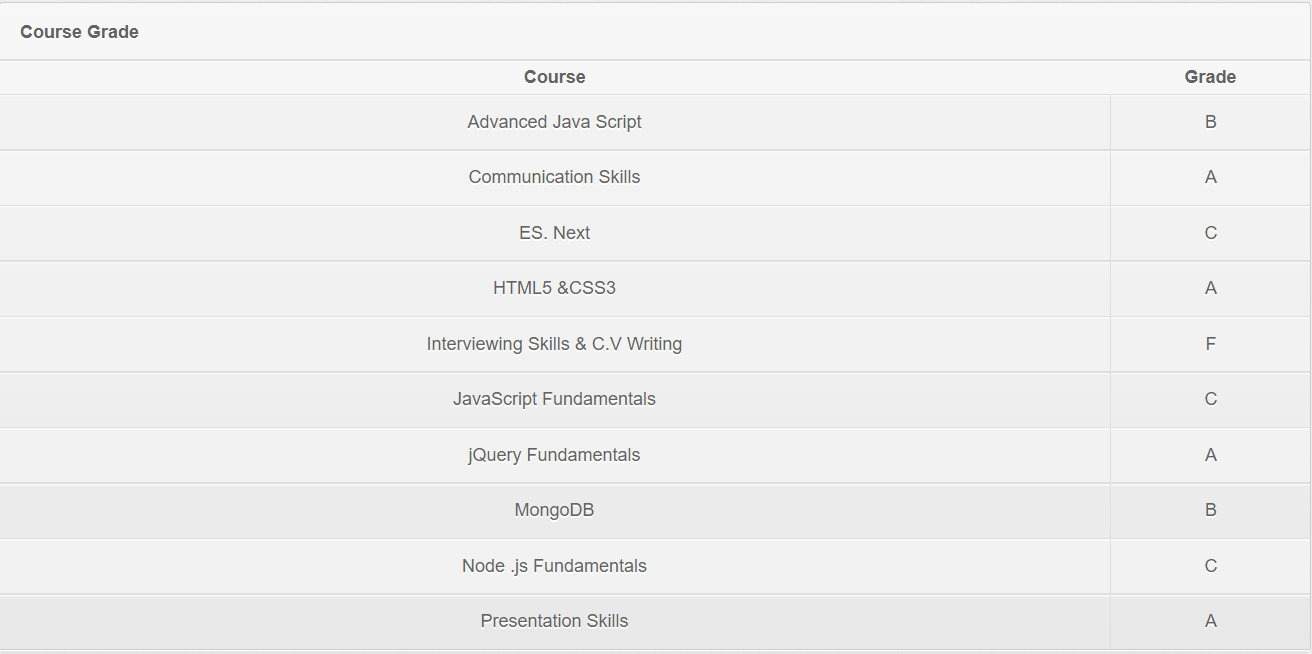 Course Grade
Course Grade
Advanced Java Script B
Communication Skills A
ES. Next C
HTML5 &CSS3 A
Interviewing Skills & C.V Writing F
JavaScript Fundamentals C
jQuery Fundamentals A
MongoDB B
Node .js Fundamentals C
Presentation Skills A